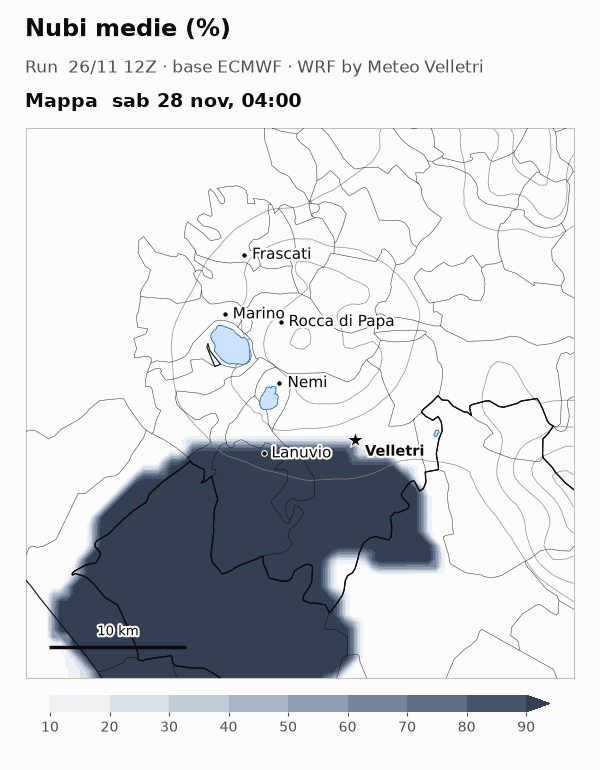 Nubi medie (%)
Run  26/11 12Z · base ECMWF · WRF by Meteo Velletri
Mappa  sab 28 nov, 04:00
Frascati
Marino
Rocca di Papa
Nemi
Velletri
Lanuvio
10 km
10 20 30 40 50 60 70 80 90